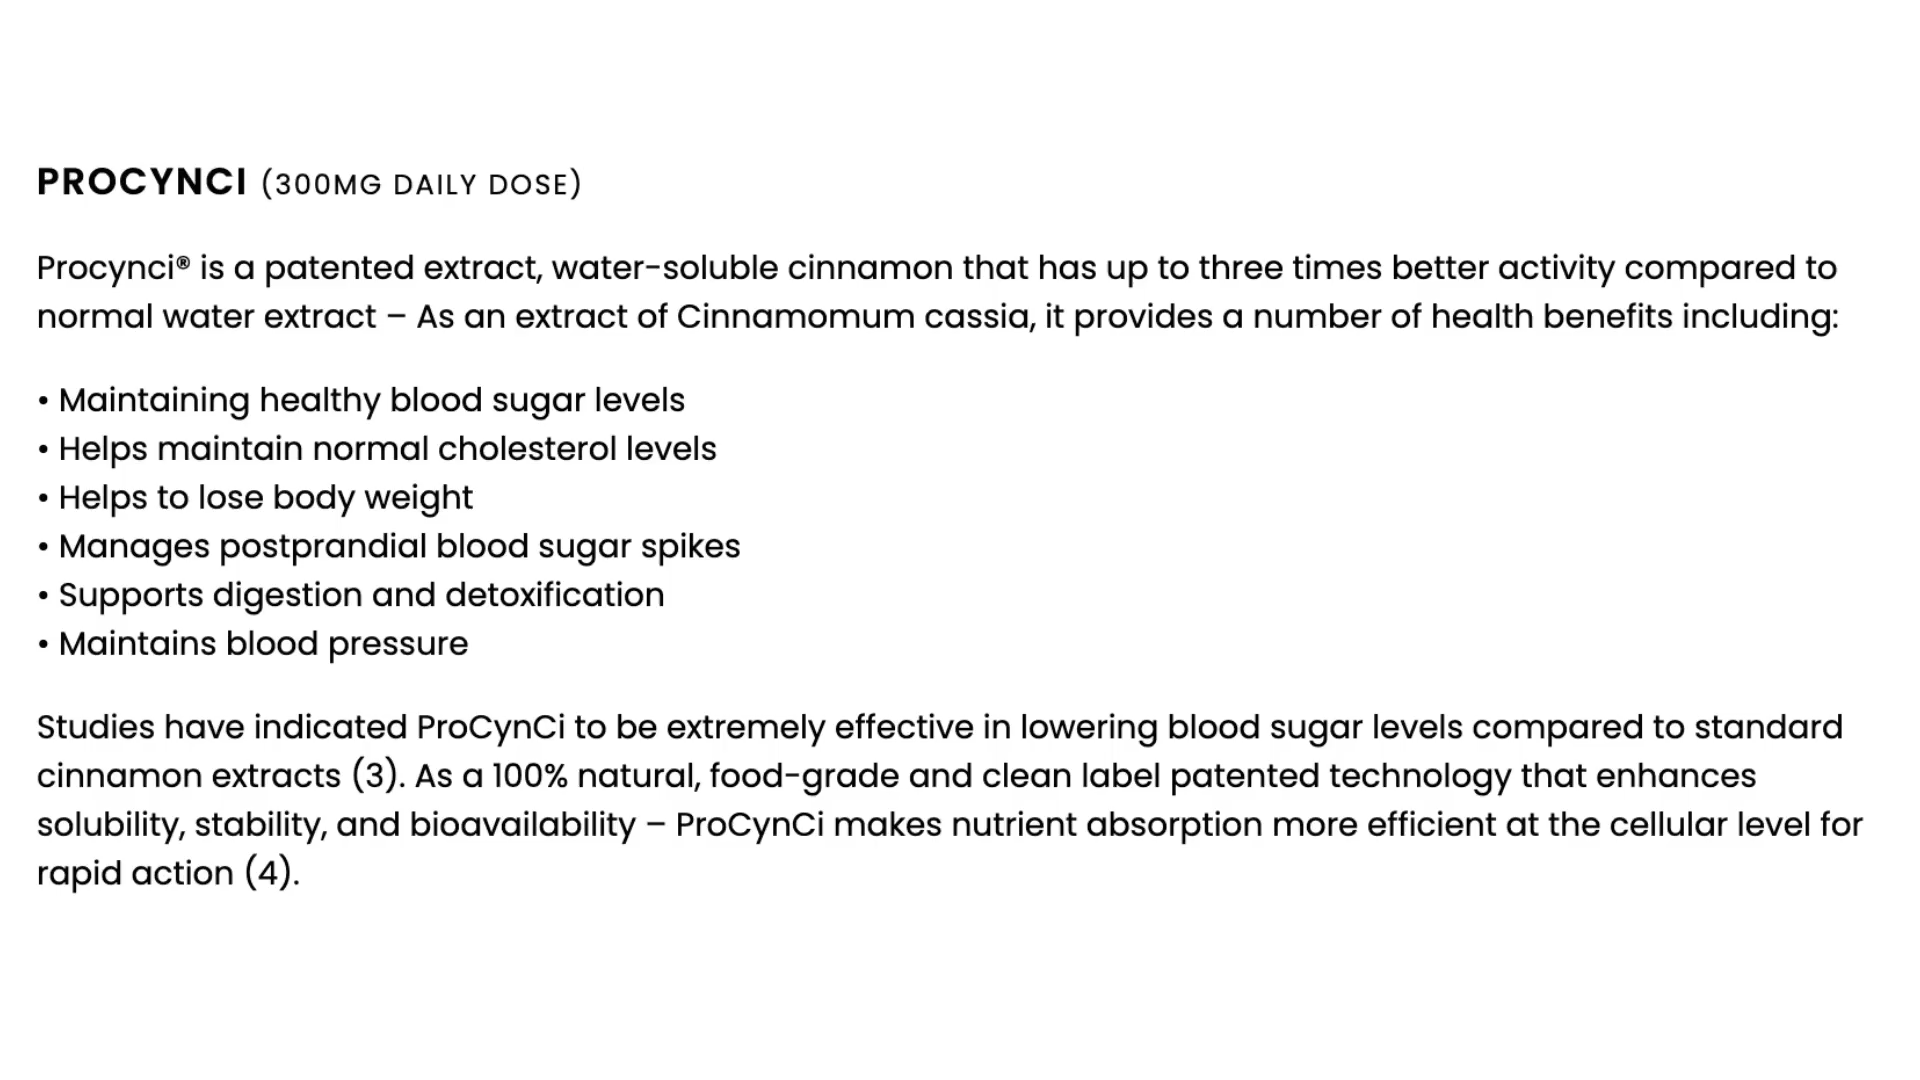 PROCYNCI (300MG DAILY DOSE)
Procynci® is a patented extract, water-soluble cinnamon that has up to three times better activity compared to
normal water extract – As an extract of Cinnamomum cassia, it provides a number of health benefits including:
• Maintaining healthy blood sugar levels
• Helps maintain normal cholesterol levels
• Helps to lose body weight
• Manages postprandial blood sugar spikes
• Supports digestion and detoxification
• Maintains blood pressure
Studies have indicated ProCynCi to be extremely effective in lowering blood sugar levels compared to standard
cinnamon extracts (3). As a 100% natural, food-grade and clean label patented technology that enhances
solubility, stability, and bioavailability – ProCynCi makes nutrient absorption more efficient at the cellular level for
rapid action (4).